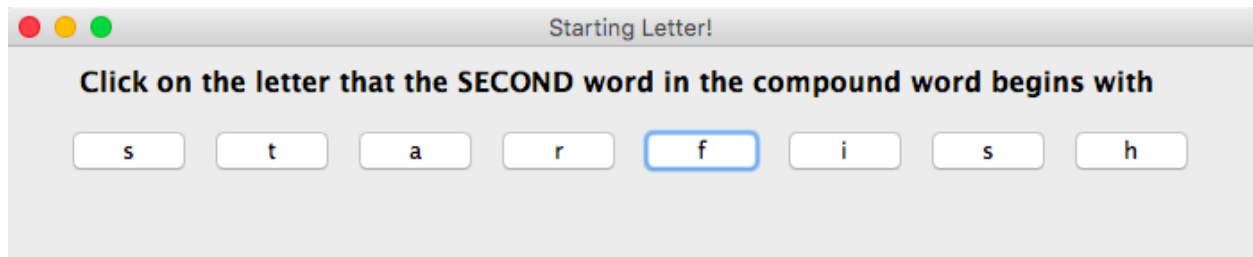 Starting Letter!
Click on the letter that the SECOND word in the compound word begins with
s t a r f i s h